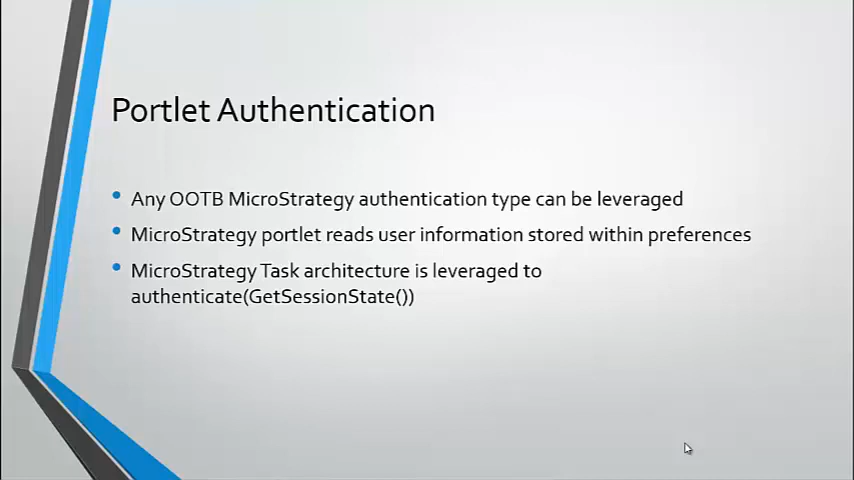 Portlet Authentication
• Any OOTB MicroStrategy authentication type can be leveraged
• MicroStrategy portlet reads user information stored within preferences
• MicroStrategy Task architecture is leveraged to
authenticate(GetSessionState())